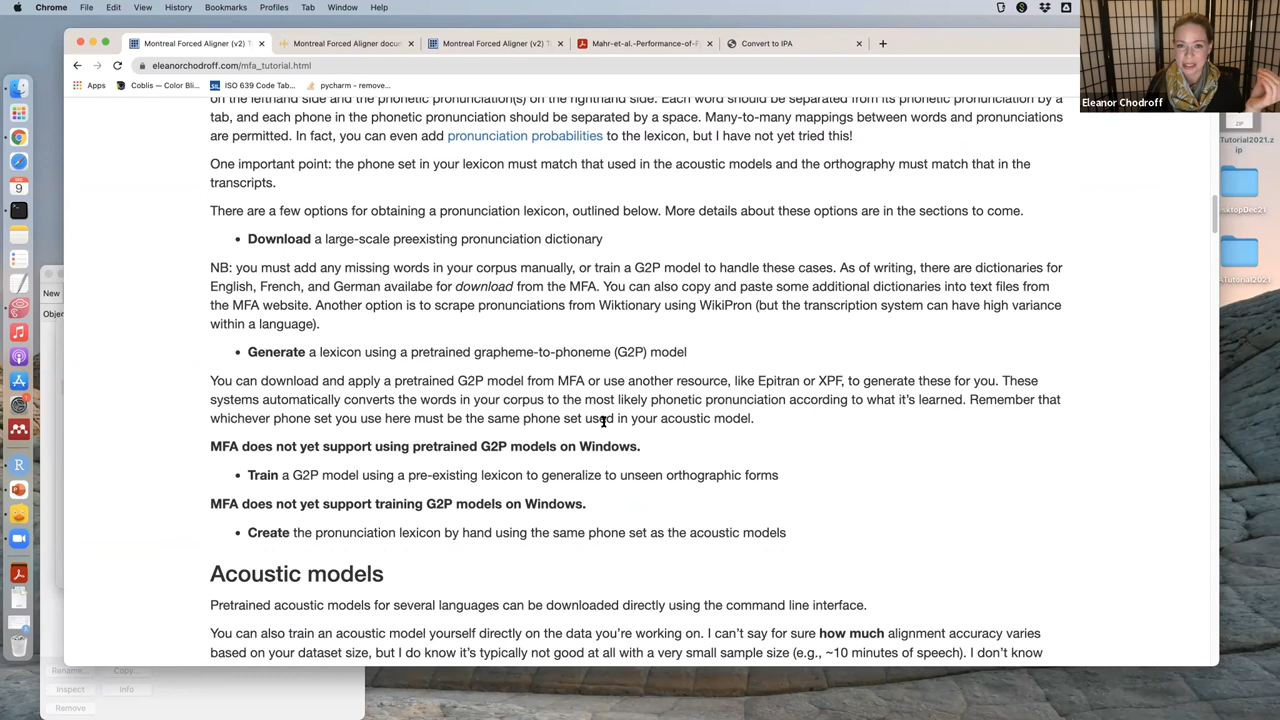 Chrome File Edit View History Bookmarks Profiles Tab Window Help
Montreal Forced Aligner (v2) T
Montreal Forced Aligner docum
Montreal Forced Aligner (v2) T
Mahr-et-al.-Performance-of-F
Convert to IPA
eleanorchodroff.com/mfa_tutorial.html
Apps Coblis — Color Bli... ISO 639 Code Tab... pycharm - remove...
Eleanor Chodroff
on the lefthand side and the phonetic pronunciation(s) on the righthand side. Each word should be separated from its phonetic pronunciation by a
tab, and each phone in the phonetic pronunciation should be separated by a space. Many-to-many mappings between words and pronunciations
are permitted. In fact, you can even add pronunciation probabilities to the lexicon, but I have not yet tried this!
One important point: the phone set in your lexicon must match that used in the acoustic models and the orthography must match that in the
transcripts.
There are a few options for obtaining a pronunciation lexicon, outlined below. More details about these options are in the sections to come.
• Download a large-scale preexisting pronunciation dictionary
NB: you must add any missing words in your corpus manually, or train a G2P model to handle these cases. As of writing, there are dictionaries for
English, French, and German availabe for download from the MFA. You can also copy and paste some additional dictionaries into text files from
the MFA website. Another option is to scrape pronunciations from Wiktionary using WikiPron (but the transcription system can have high variance
within a language).
• Generate a lexicon using a pretrained grapheme-to-phoneme (G2P) model
You can download and apply a pretrained G2P model from MFA or use another resource, like Epitran or XPF, to generate these for you. These
systems automatically converts the words in your corpus to the most likely phonetic pronunciation according to what it's learned. Remember that
whichever phone set you use here must be the same phone set used in your acoustic model.
MFA does not yet support using pretrained G2P models on Windows.
• Train a G2P model using a pre-existing lexicon to generalize to unseen orthographic forms
MFA does not yet support training G2P models on Windows.
• Create the pronunciation lexicon by hand using the same phone set as the acoustic models
Acoustic models
Pretrained acoustic models for several languages can be downloaded directly using the command line interface.
You can also train an acoustic model yourself directly on the data you're working on. I can't say for sure how much alignment accuracy varies
based on your dataset size, but I do know it's typically not good at all with a very small sample size (e.g., ~10 minutes of speech). I don't know
ZIP
Tutorial2021.z
ip
sktopDec21
ATutorial2021
DEC
9
New
Objec
Rename... Copy...
Inspect Info
Remove